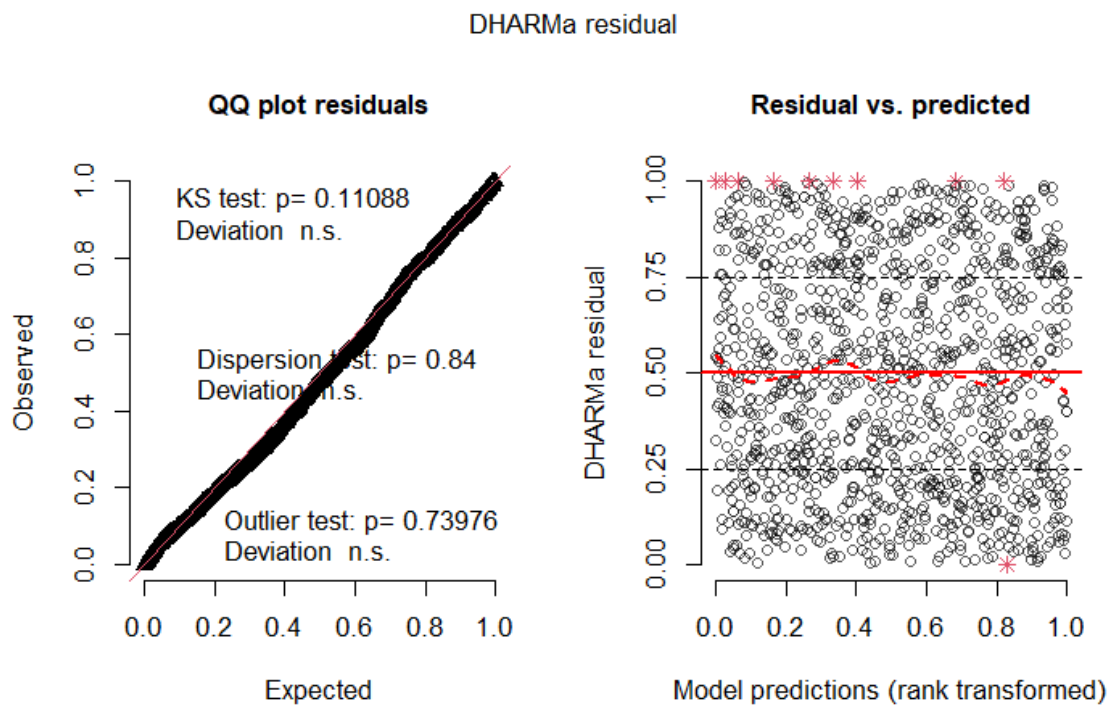 DHARMa residual
QQ plot residuals
KS test: p= 0.11088
Deviation n.s.
Dispersion test: p= 0.84
Deviation n.s.
Outlier test: p= 0.73976
Deviation n.s.
Observed
0.0 0.2 0.4 0.6 0.8 1.0
0.0 0.2 0.4 0.6 0.8 1.0
Expected
Residual vs. predicted
DHARMa residual
0.00 0.25 0.50 0.75 1.00
0.0 0.2 0.4 0.6 0.8 1.0
Model predictions (rank transformed)